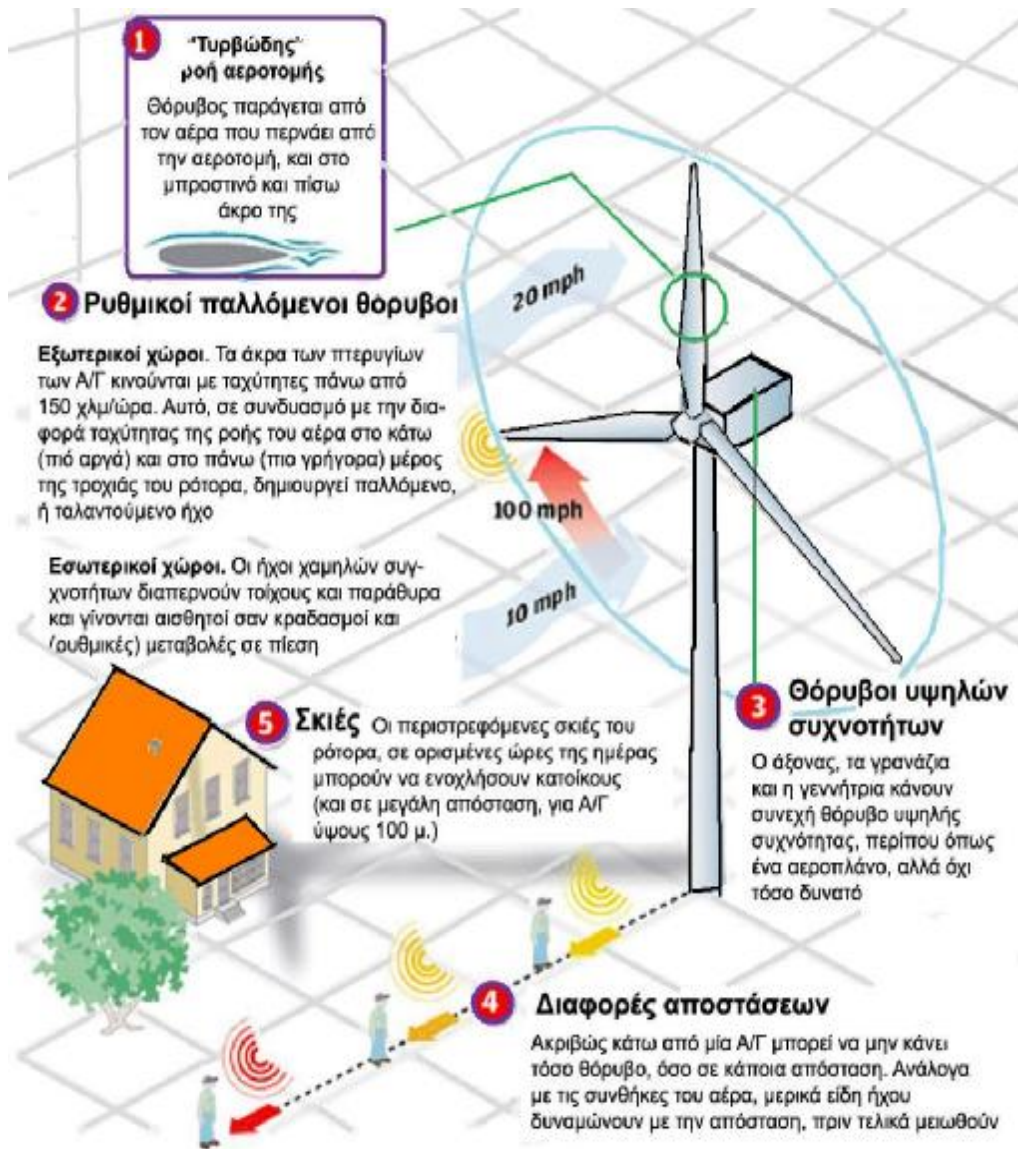 1
"Τυρβώδης"
ροή αεροτομής
Θόρυβος παράγεται από
τον αέρα που περνάει από
την αεροτομή, και στο
μπροστινό και πίσω
άκρο της
2 Ρυθμικοί παλλόμενοι θόρυβοι
Εξωτερικοί χώροι. Τα άκρα των πτερυγίων
των Α/Γ κινούνται με ταχύτητες πάνω από
150 χλμ/ώρα. Αυτό, σε συνδυασμό με την δια-
φορά ταχύτητας της ροής του αέρα στο κάτω
(πιό αργά) και στο πάνω (πιο γρήγορα) μέρος
της τροχιάς του ρότορα, δημιουργεί παλλόμενο,
ή ταλαντούμενο ήχο
Εσωτερικοί χώροι. Οι ήχοι χαμηλών συγ-
χνοτήτων διαπερνούν τοίχους και παράθυρα
και γίνονται αισθητοί σαν κραδασμοί και
(ρυθμικές) μεταβολές σε πίεση
20 mph
100 mph
10 mph
3 Θόρυβοι υψηλών
συχνοτήτων
Ο άξονας, τα γρανάζια
και η γεννήτρια κάνουν
συνεχή θόρυβο υψηλής
συχνότητας, περίπου όπως
ένα αεροπλάνο, αλλά όχι
τόσο δυνατό
5 Σκιές Οι περιστρεφόμενες σκιές του
ρότορα, σε ορισμένες ώρες της ημέρας
μπορούν να ενοχλήσουν κατοίκους
(και σε μεγάλη απόσταση, για Α/Γ
ύψους 100 μ.)
4 Διαφορές αποστάσεων
Ακριβώς κάτω από μία Α/Γ μπορεί να μην κάνει
τόσο θόρυβο, όσο σε κάποια απόσταση. Ανάλογα
με τις συνθήκες του αέρα, μερικά είδη ήχου
δυναμώνουν με την απόσταση, πριν τελικά μειωθούν